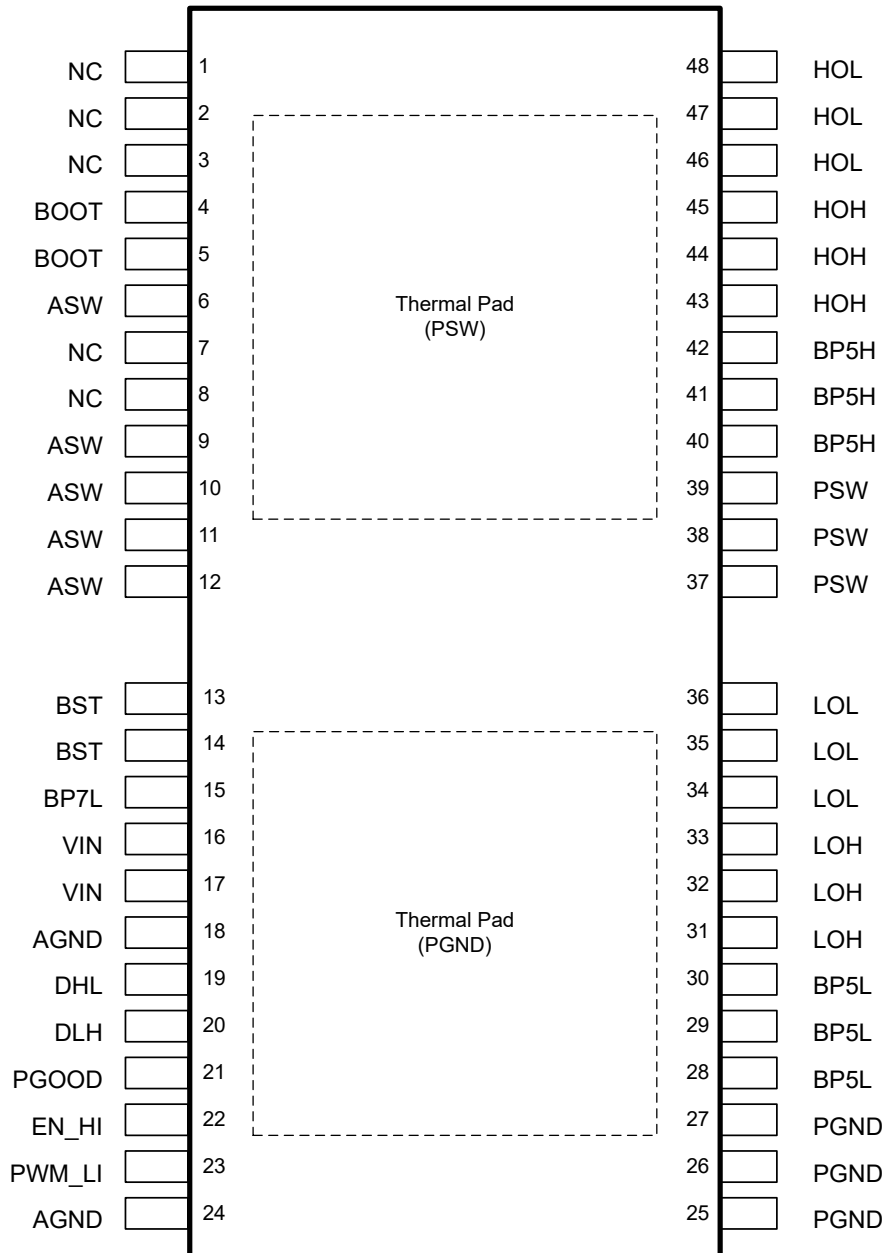 NC 1 48 HOL
NC 2 47 HOL
NC 3 46 HOL
BOOT 4 45 HOH
BOOT 5 44 HOH
ASW 6 43 HOH
Thermal Pad
(PSW)
NC 7 42 BP5H
NC 8 41 BP5H
ASW 9 40 BP5H
ASW 10 39 PSW
ASW 11 38 PSW
ASW 12 37 PSW
BST 13 36 LOL
BST 14 35 LOL
BP7L 15 34 LOL
VIN 16 33 LOH
VIN 17 32 LOH
AGND 18 31 LOH
Thermal Pad
(PGND)
DHL 19 30 BP5L
DLH 20 29 BP5L
PGOOD 21 28 BP5L
EN_HI 22 27 PGND
PWM_LI 23 26 PGND
AGND 24 25 PGND